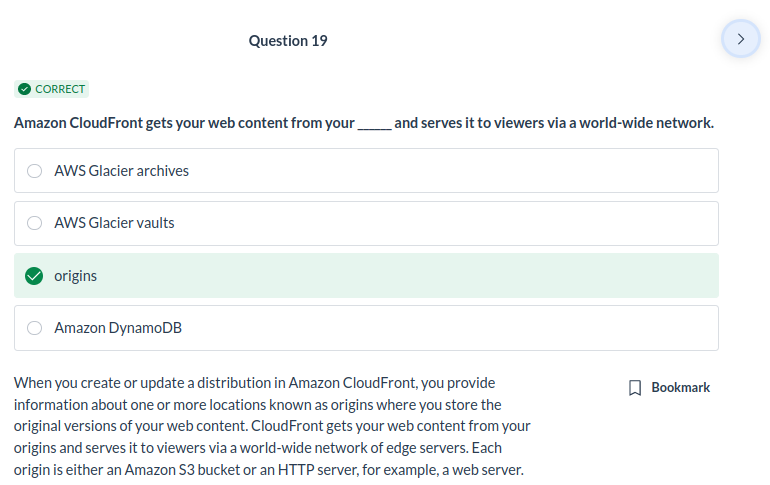 Question 19
CORRECT
Amazon CloudFront gets your web content from your ______ and serves it to viewers via a world-wide network.
AWS Glacier archives
AWS Glacier vaults
origins
Amazon DynamoDB
When you create or update a distribution in Amazon CloudFront, you provide
information about one or more locations known as origins where you store the
original versions of your web content. CloudFront gets your web content from your
origins and serves it to viewers via a world-wide network of edge servers. Each
origin is either an Amazon S3 bucket or an HTTP server, for example, a web server.
Bookmark